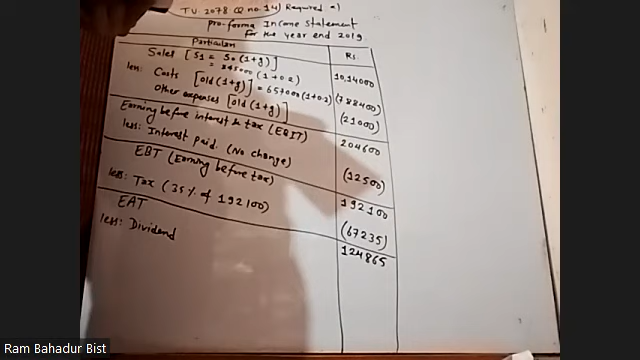 TU 2078 (Q no. 14) Required a)
Pro-forma Income Statement
for the year end 2019
Particulars Rs.
Sales [S1 = S0 (1+g)]
= 845000 (1+0.2) 10,14000
less: Costs [old (1+g)] = 657000 (1+0.2) (788400)
Other expenses [old (1+g)] (21000)
Earning before interest & tax (EBIT) 204600
less: Interest paid. (No change) (12500)
EBT (Earning before tax) 192100
less: Tax (35% of 192100) (67235)
EAT 124865
less: Dividend
Ram Bahadur Bist